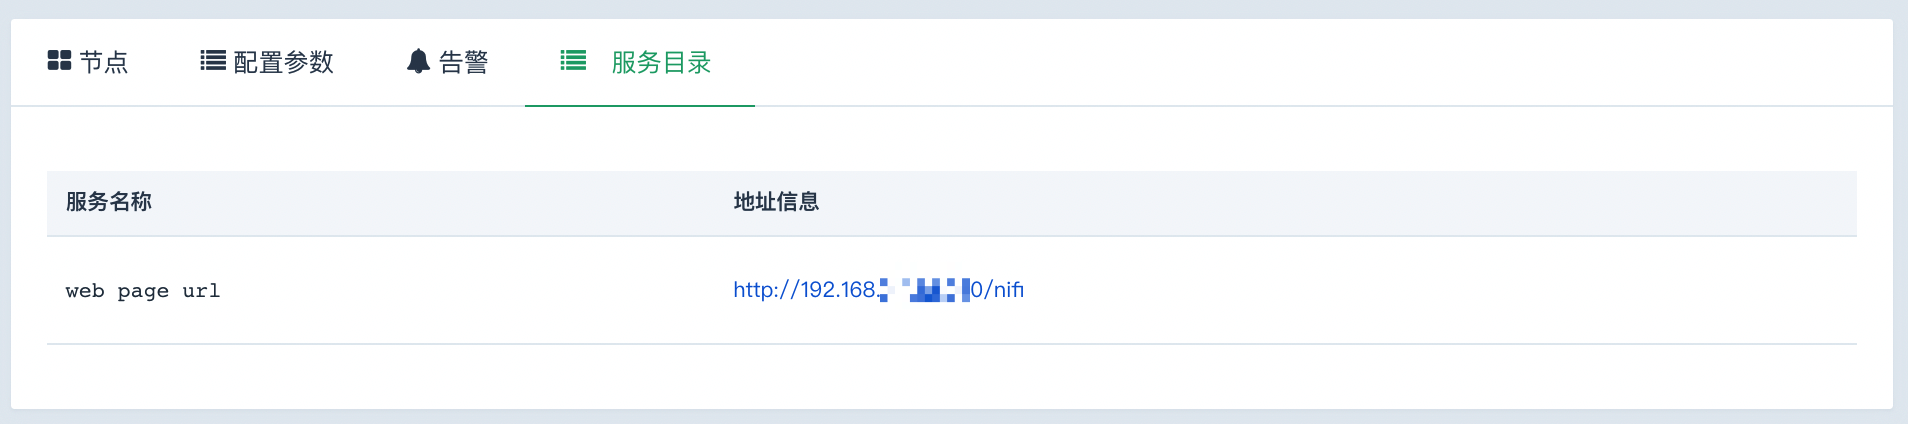 节点 配置参数 告警 服务目录
服务名称 地址信息
web page url http://192.168. 0/nifi